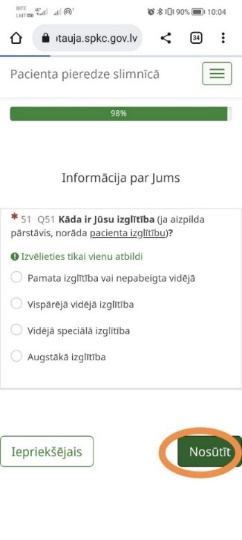 90% 10:04
otauja.spkc.gov.lv
34
Pacienta pieredze slimnīcā
98%
Informācija par Jums
* 51 Q51 Kāda ir Jūsu izglītība (ja aizpilda
pārstāvis, norāda pacienta izglītību)?
Izvēlieties tikai vienu atbildi
Pamata izglītība vai nepabeigta vidējā
Vispārējā vidējā izglītība
Vidējā speciālā izglītība
Augstākā izglītība
Iepriekšējais
Nosūtīt